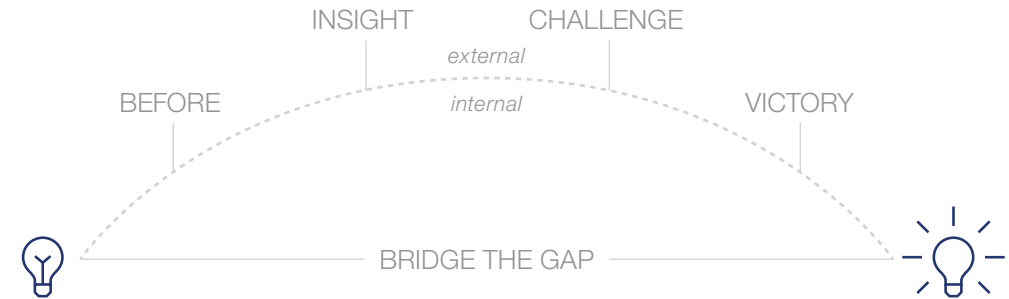 INSIGHT
CHALLENGE
external
BEFORE
internal
VICTORY
BRIDGE THE GAP